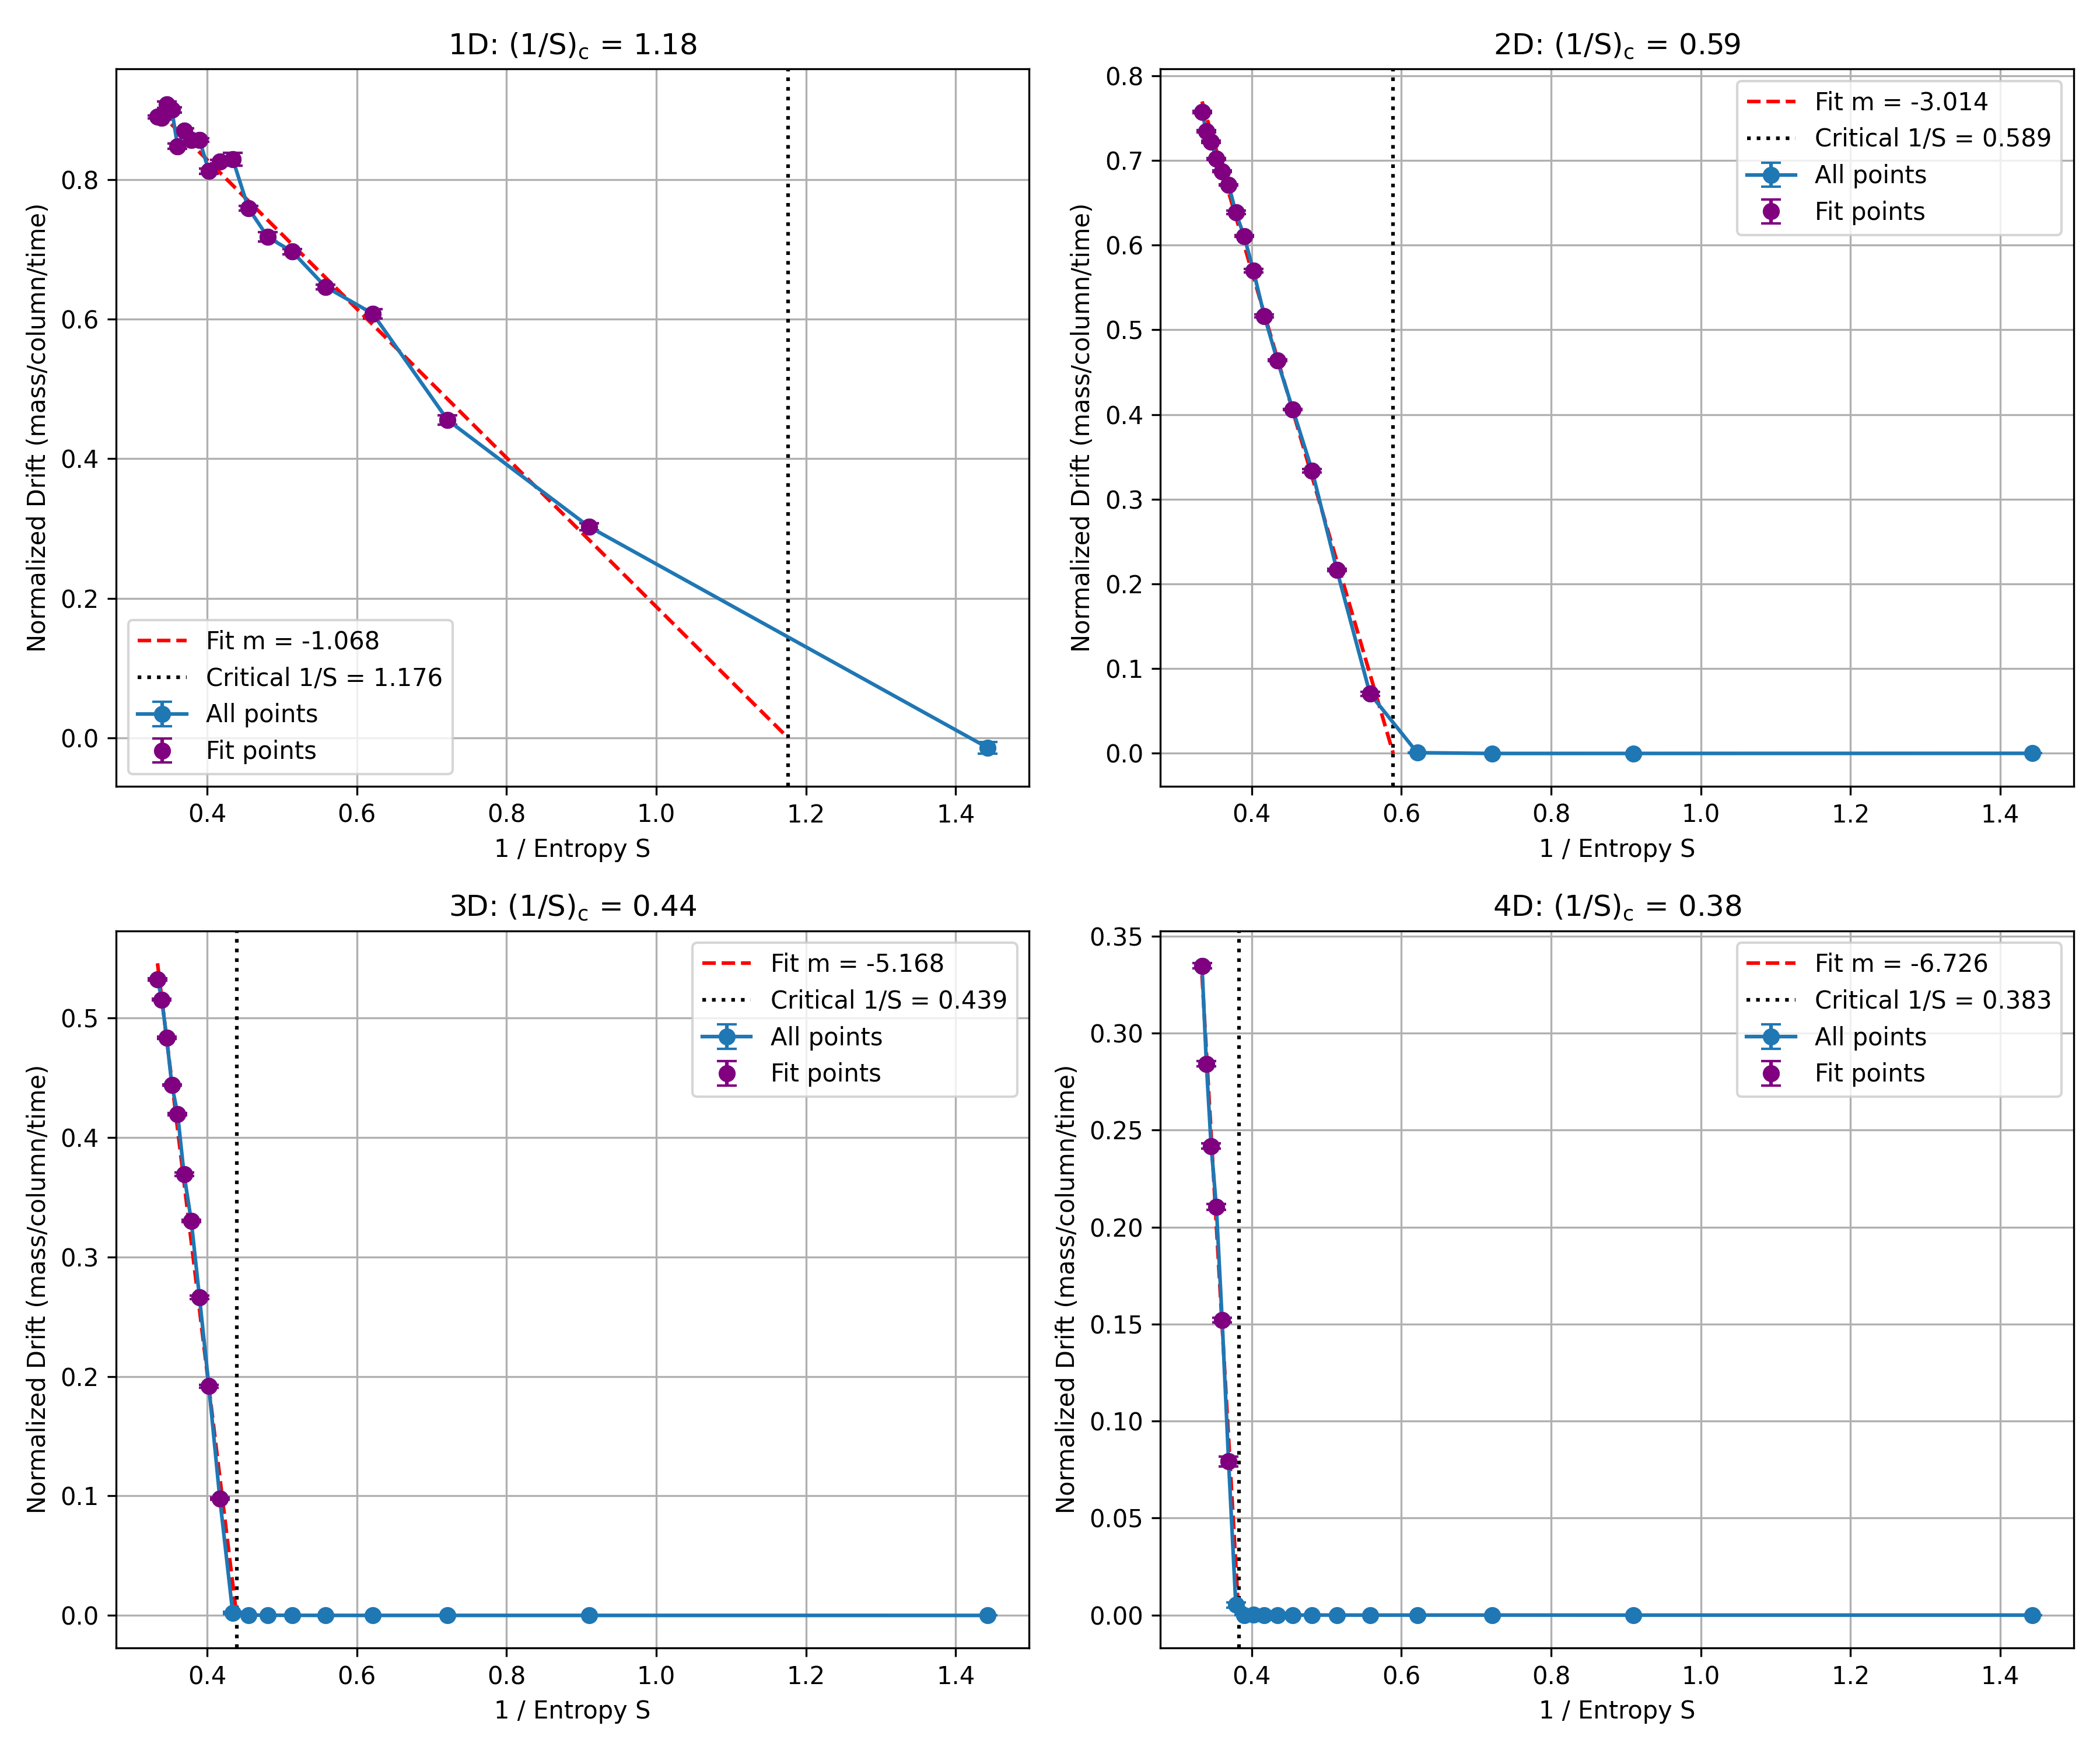 1D: (1/S)c = 1.18
Normalized Drift (mass/column/time)
0.8
0.6
0.4
0.2
0.0
Fit m = -1.068
Critical 1/S = 1.176
All points
Fit points
0.4 0.6 0.8 1.0 1.2 1.4
1 / Entropy S
2D: (1/S)c = 0.59
Normalized Drift (mass/column/time)
0.8
0.7
0.6
0.5
0.4
0.3
0.2
0.1
0.0
Fit m = -3.014
Critical 1/S = 0.589
All points
Fit points
0.4 0.6 0.8 1.0 1.2 1.4
1 / Entropy S
3D: (1/S)c = 0.44
Normalized Drift (mass/column/time)
0.5
0.4
0.3
0.2
0.1
0.0
Fit m = -5.168
Critical 1/S = 0.439
All points
Fit points
0.4 0.6 0.8 1.0 1.2 1.4
1 / Entropy S
4D: (1/S)c = 0.38
Normalized Drift (mass/column/time)
0.35
0.30
0.25
0.20
0.15
0.10
0.05
0.00
Fit m = -6.726
Critical 1/S = 0.383
All points
Fit points
0.4 0.6 0.8 1.0 1.2 1.4
1 / Entropy S